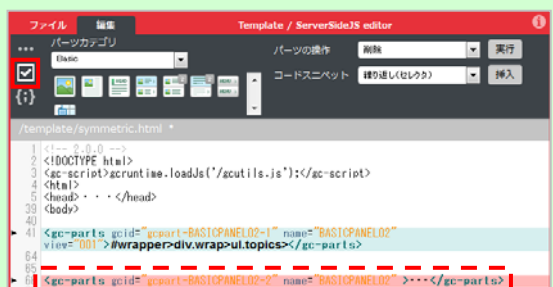 ファイル 編集 Template / ServerSideJS editor
パーツカテゴリ
Basic
パーツの操作 削除 実行
コードスニペット 繰り返し(セレクタ) 挿入
{;}
/template/symmetric.html *
1 <!-- 2.0.0 -->
2 <!DOCTYPE html>
3 <gc-script>gcruntime.loadJs('/gcutils.js');</gc-script>
4 <html>
5 <head>・・・</head>
39 <body>
40
41 <gc-parts gcid="gcpart-BASICPANEL02-1" name="BASICPANEL02"
view="001">#wrapper>div.wrap>ul.topics></gc-parts>
64
65
66 <gc-parts gcid="gcpart-BASICPANEL02-2" name="BASICPANEL02" >・・・</gc-parts>